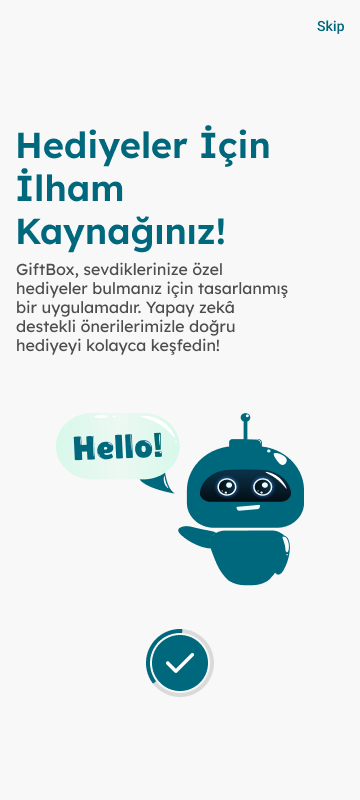 Skip
Hediyeler İçin
İlham
Kaynağınız!
GiftBox, sevdiklerinize özel
hediyeler bulmanız için tasarlanmış
bir uygulamadır. Yapay zekâ
destekli önerilerimizle doğru
hediyeyi kolayca keşfedin!
Hello!